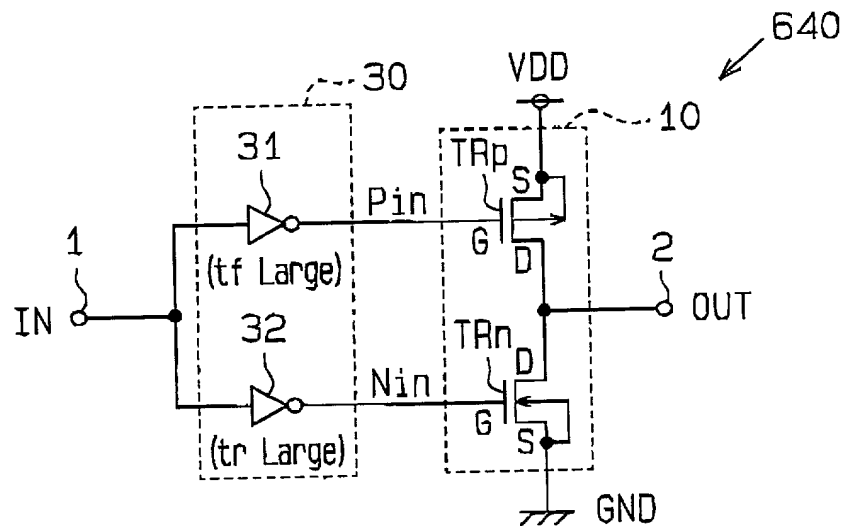 640
VDD
30
10
31
TRp
S
Pin
G
D
1
(tf Large)
2
IN
OUT
32
TRn
D
Nin
G
S
(tr Large)
GND